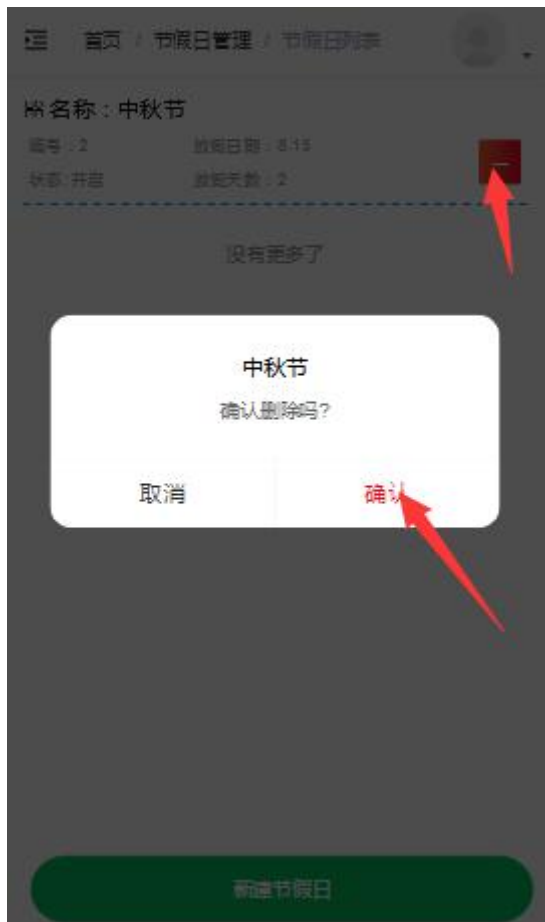 首页 / 节假日管理 / 节假日列表
名称：中秋节
编号：2 放假日期：8.15
状态：开启 放假天数：2
没有更多了
中秋节
确认删除吗?
取消 确认
新建节假日